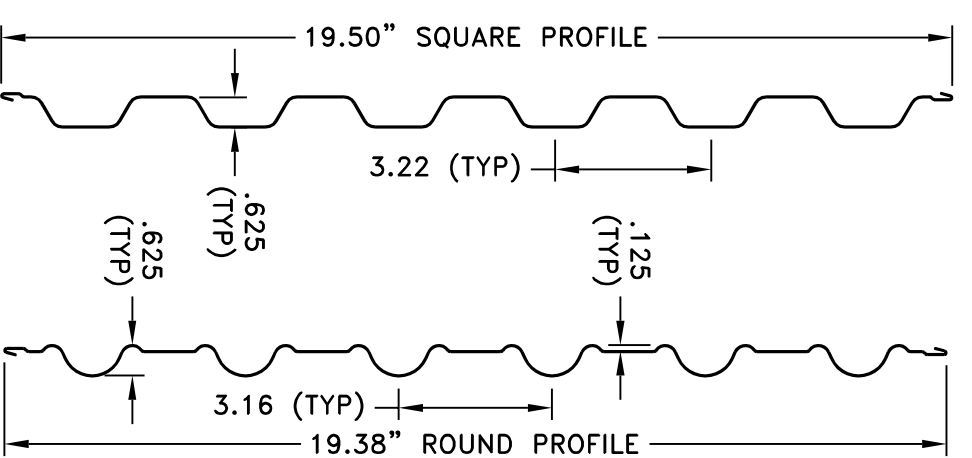 19.50” SQUARE PROFILE
3.22 (TYP)
.625
(TYP)
.625
(TYP)
.125
(TYP)
3.16 (TYP)
19.38” ROUND PROFILE